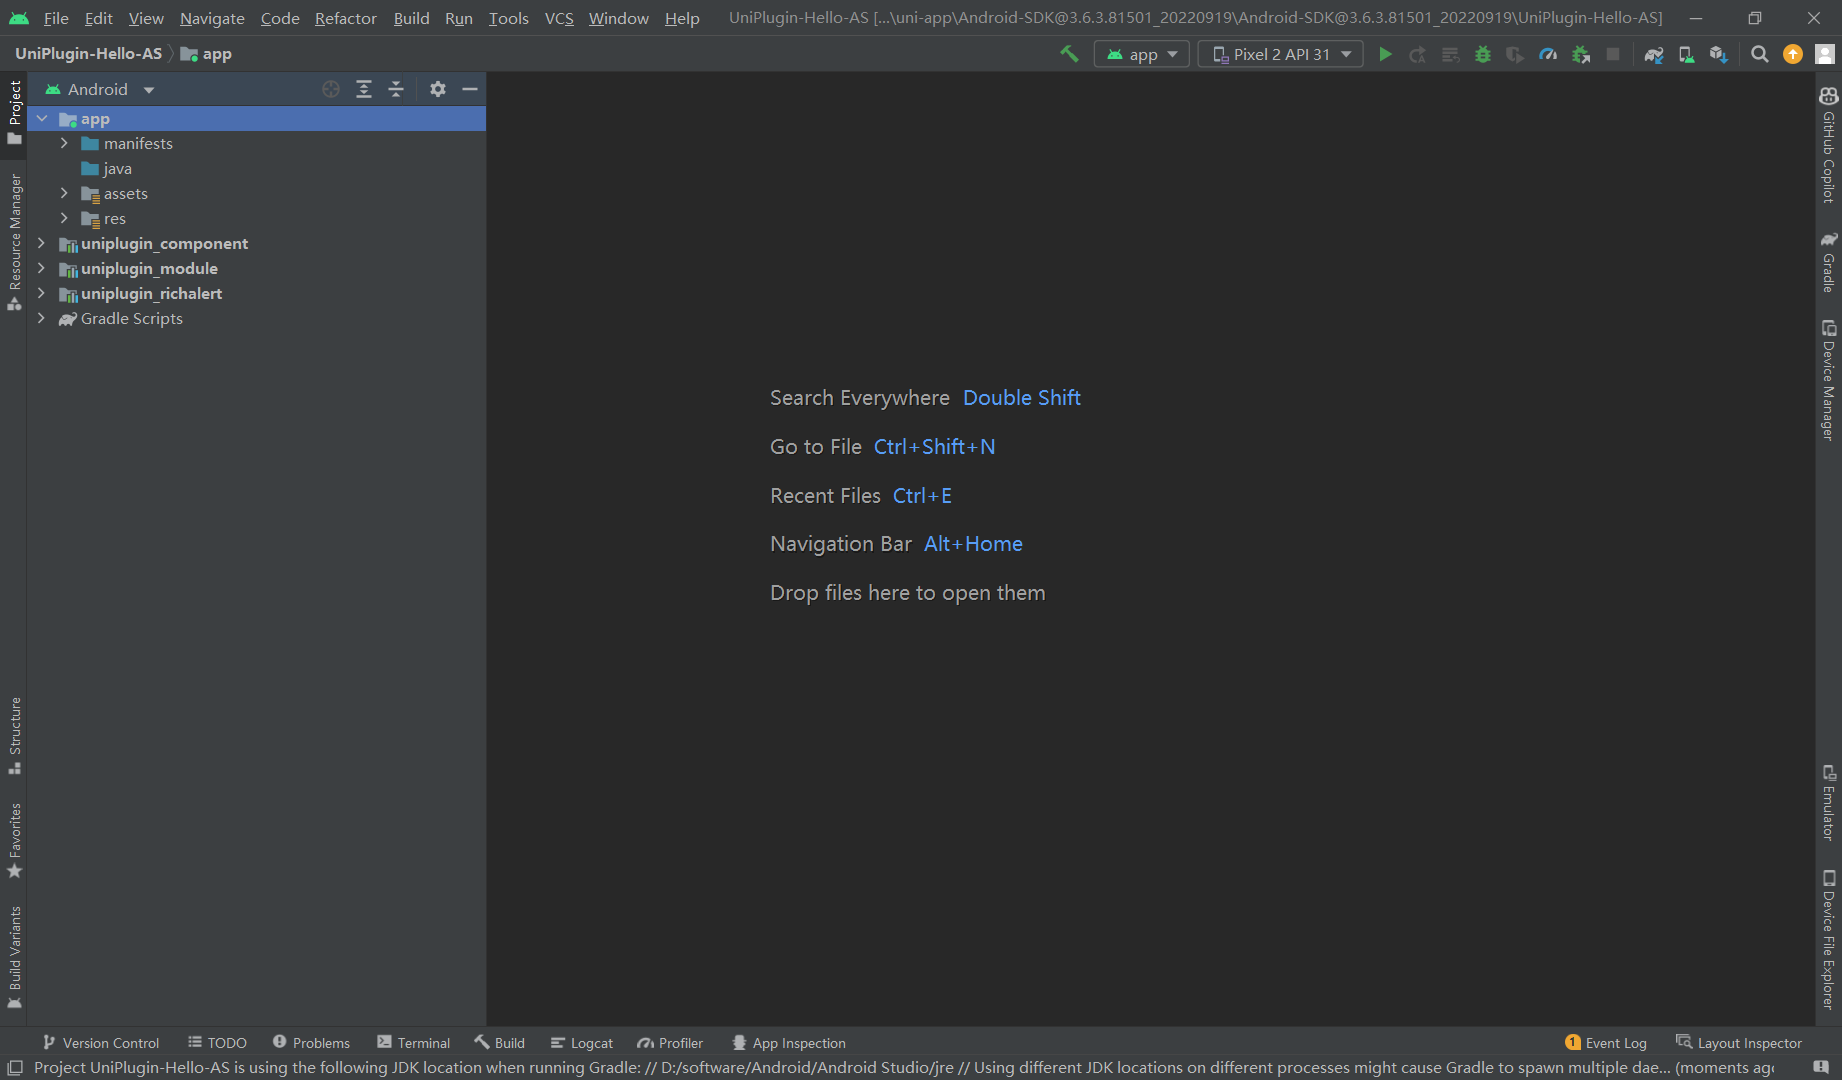 File Edit View Navigate Code Refactor Build Run Tools VCS Window Help UniPlugin-Hello-AS [...\uni-app\Android-SDK@3.6.3.81501_20220919\Android-SDK@3.6.3.81501_20220919\UniPlugin-Hello-AS]
UniPlugin-Hello-AS app app Pixel 2 API 31
Project
Android
app
manifests
java
assets
res
uniplugin_component
uniplugin_module
uniplugin_richalert
Gradle Scripts
Resource Manager
Structure
Favorites
Build Variants
Search Everywhere Double Shift
Go to File Ctrl+Shift+N
Recent Files Ctrl+E
Navigation Bar Alt+Home
Drop files here to open them
GitHub Copilot
Gradle
Device Manager
Emulator
Device File Explorer
Version Control TODO Problems Terminal Build Logcat Profiler App Inspection 1 Event Log Layout Inspector
Project UniPlugin-Hello-AS is using the following JDK location when running Gradle: // D:/software/Android/Android Studio/jre // Using different JDK locations on different processes might cause Gradle to spawn multiple dae... (moments ago